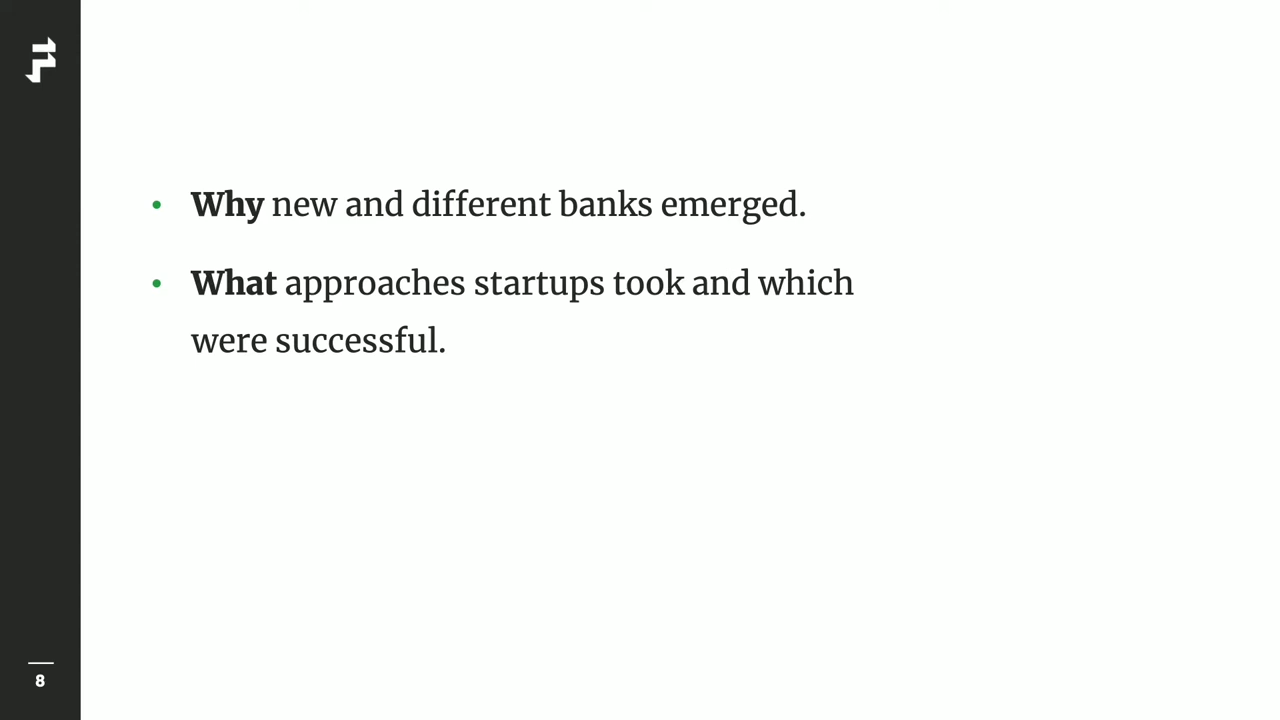 • Why new and different banks emerged.
• What approaches startups took and which
were successful.
8